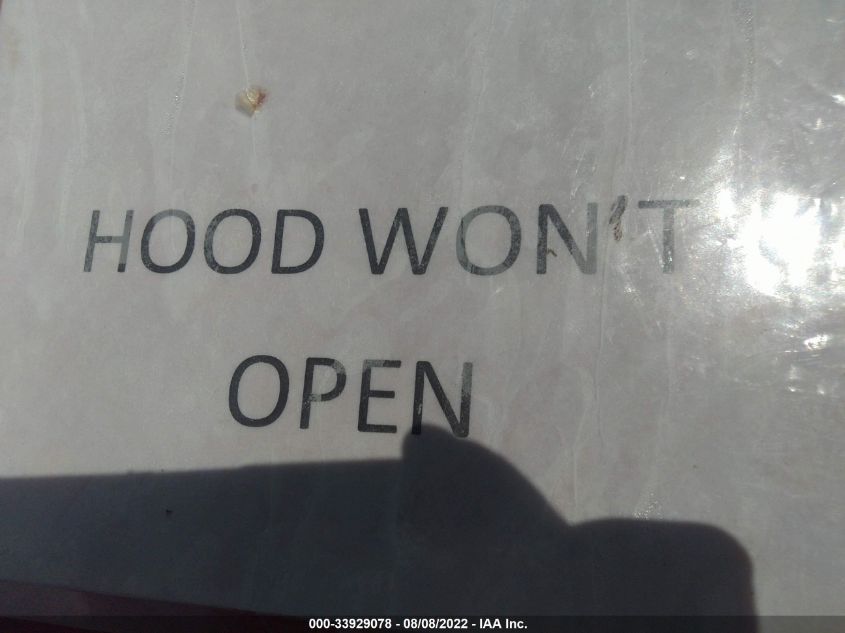 HOOD WON'T
OPEN
000-33929078 - 08/08/2022 - IAA Inc.